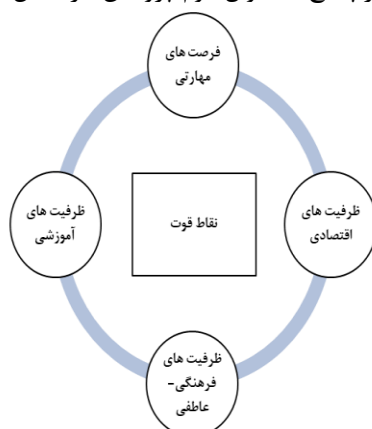 فرصت های
مهارتی
ظرفیت های
آموزشی
نقاط قوت
ظرفیت های
اقتصادی
ظرفیت های
فرهنگی-
عاطفی